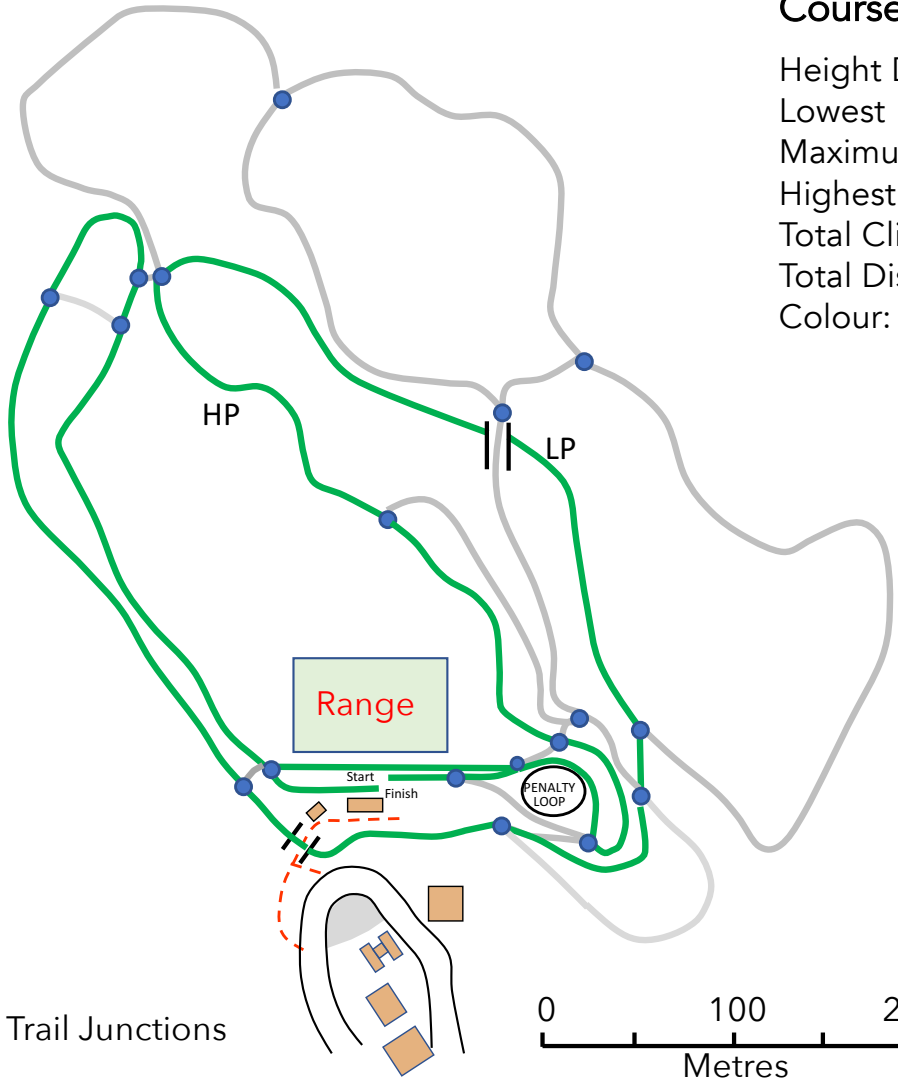 Course
Height D
Lowest
Maximu
Highest
Total Cli
Total Dis
Colour:
HP
LP
Range
Start
Finish
PENALTY
LOOP
Trail Junctions
0 100 2
Metres